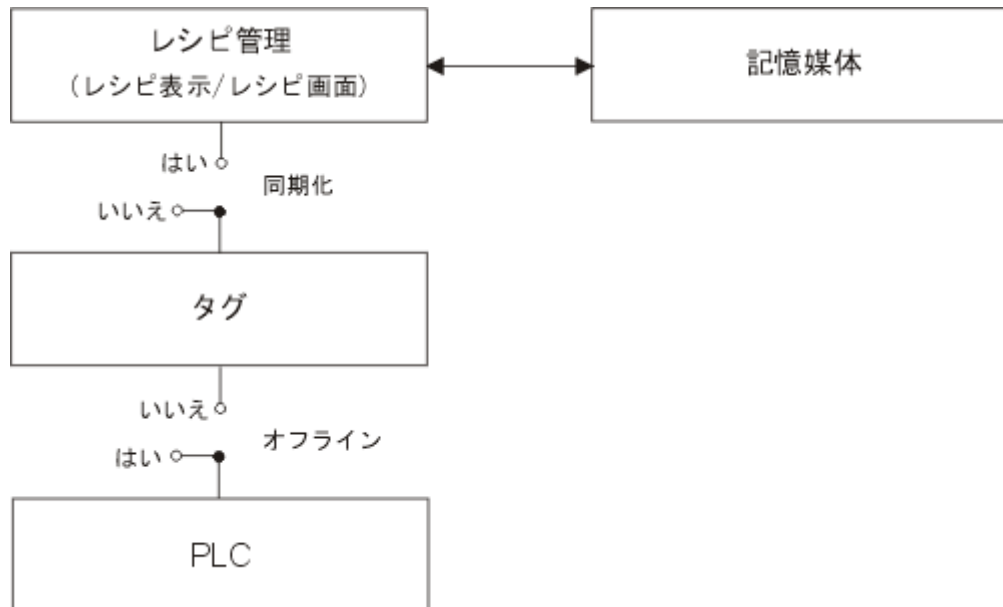 レシピ管理
(レシピ表示/レシピ画面)
記憶媒体
はい
同期化
いいえ
タグ
いいえ
オフライン
はい
PLC